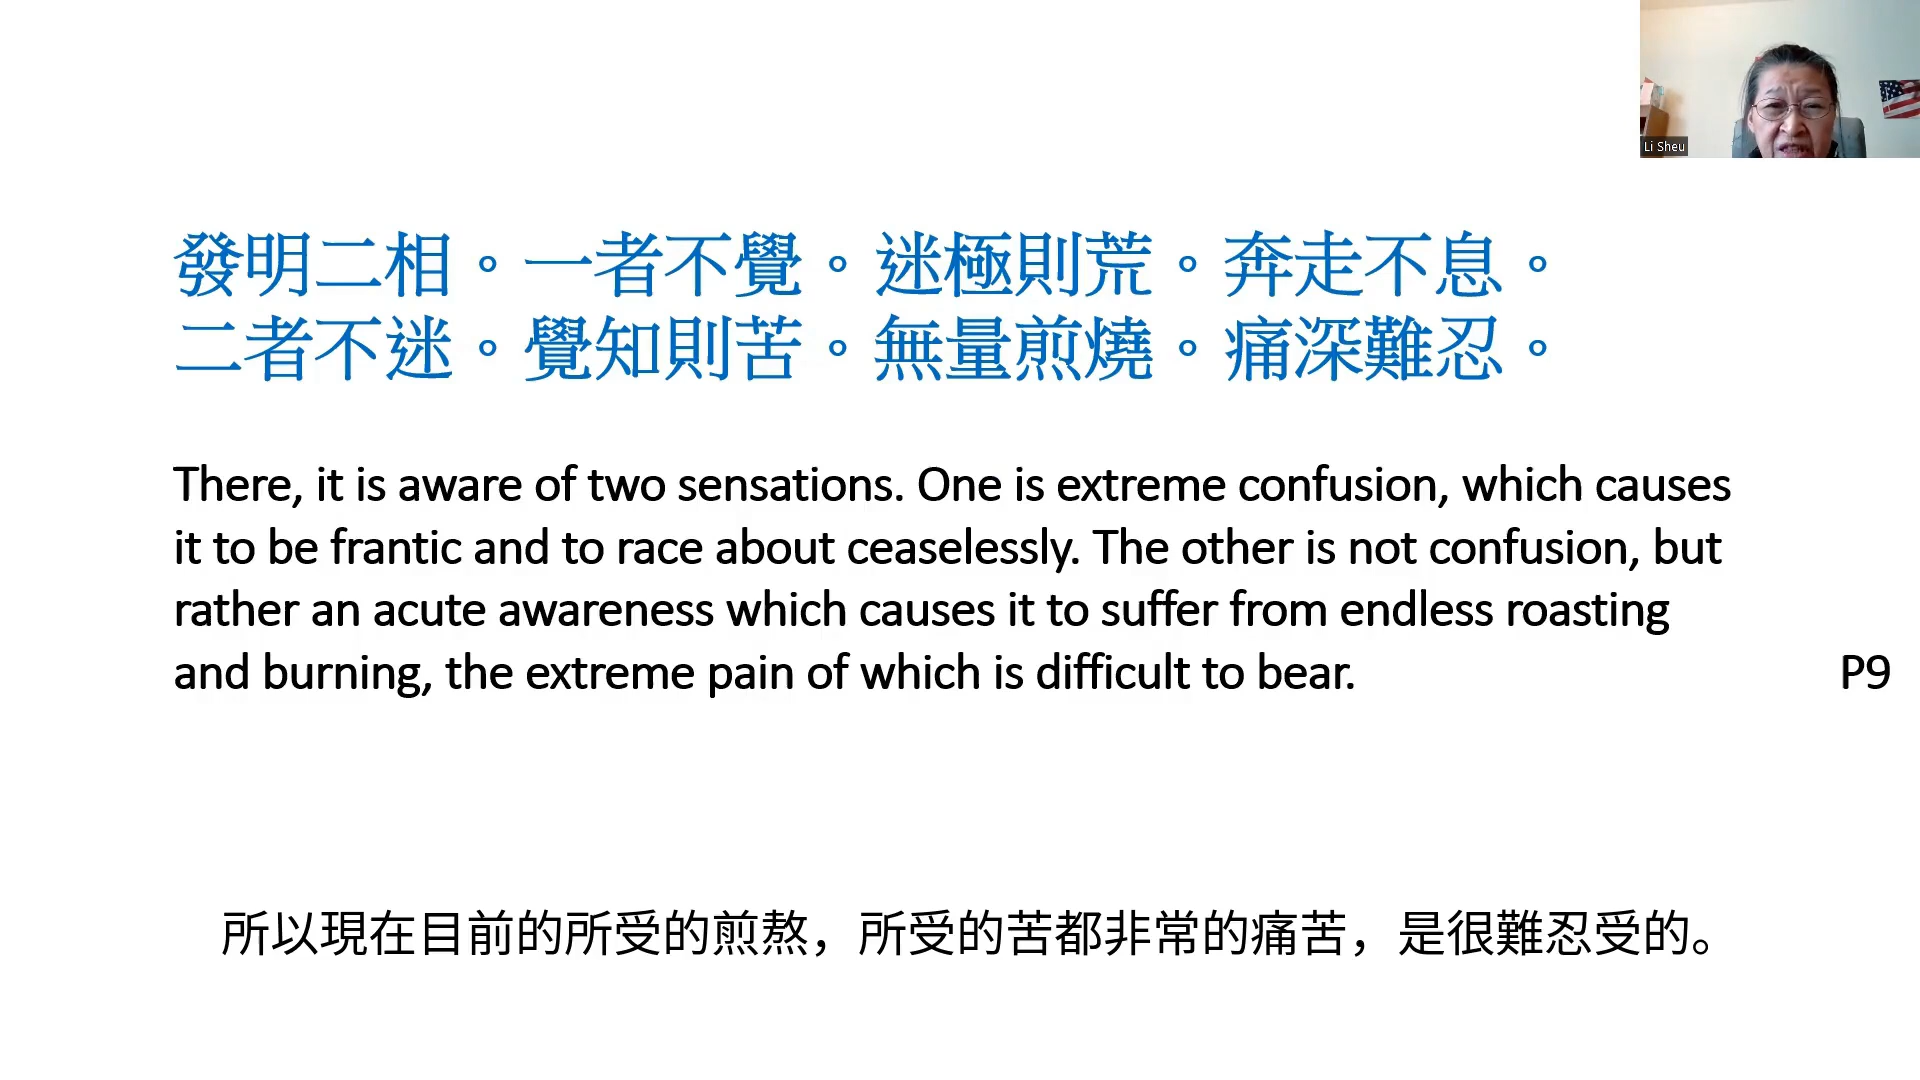 Li Sheu
發明二相。一者不覺。迷極則荒。奔走不息。
二者不迷。覺知則苦。無量煎燒。痛深難忍。
There, it is aware of two sensations. One is extreme confusion, which causes
it to be frantic and to race about ceaselessly. The other is not confusion, but
rather an acute awareness which causes it to suffer from endless roasting
and burning, the extreme pain of which is difficult to bear.
P9
所以現在目前的所受的煎熬，所受的苦都非常的痛苦，是很難忍受的。